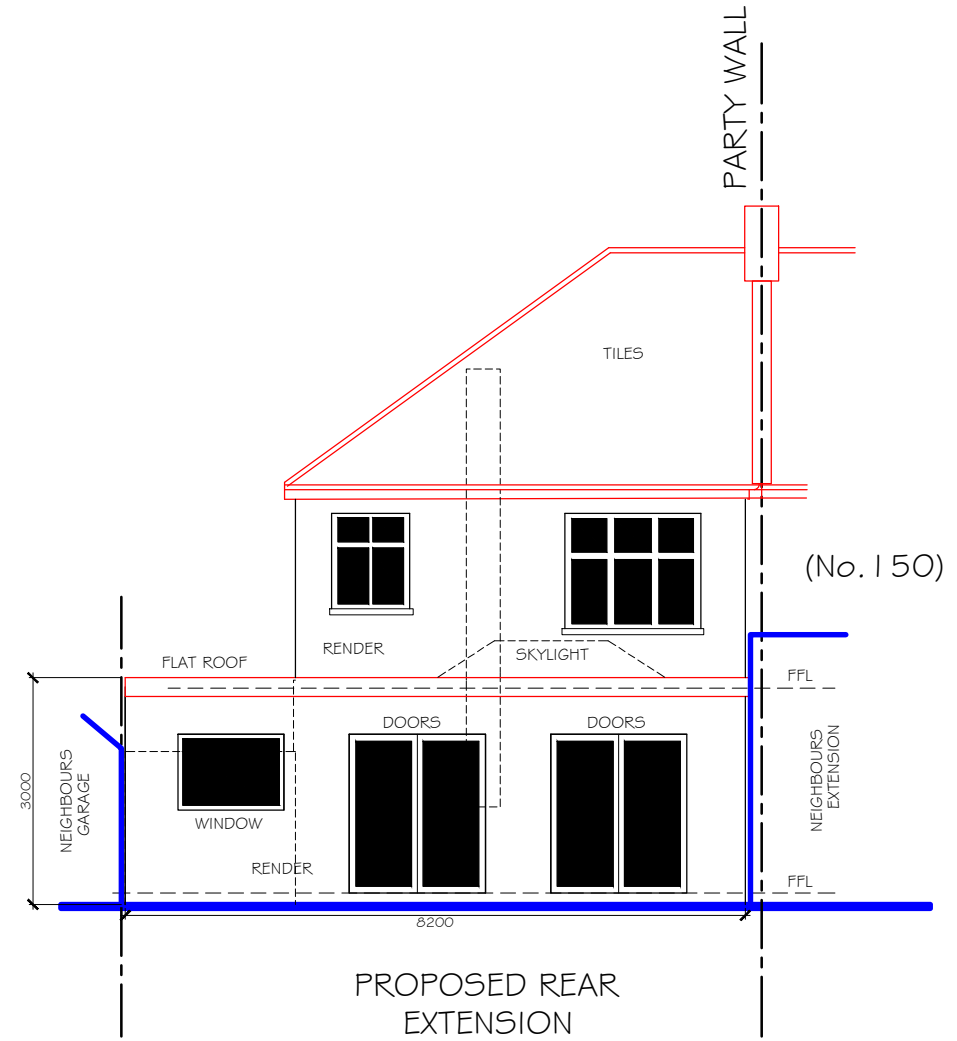 PARTY WALL
TILES
(No.150)
RENDER
SKYLIGHT
FLAT ROOF
FFL
DOORS
DOORS
NEIGHBOURS
GARAGE
3000
WINDOW
NEIGHBOURS
EXTENSION
RENDER
FFL
8200
PROPOSED REAR
EXTENSION